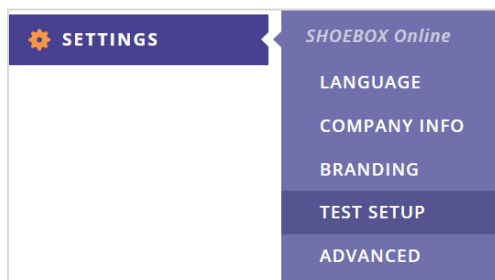 SETTINGS
SHOEBOX Online
LANGUAGE
COMPANY INFO
BRANDING
TEST SETUP
ADVANCED